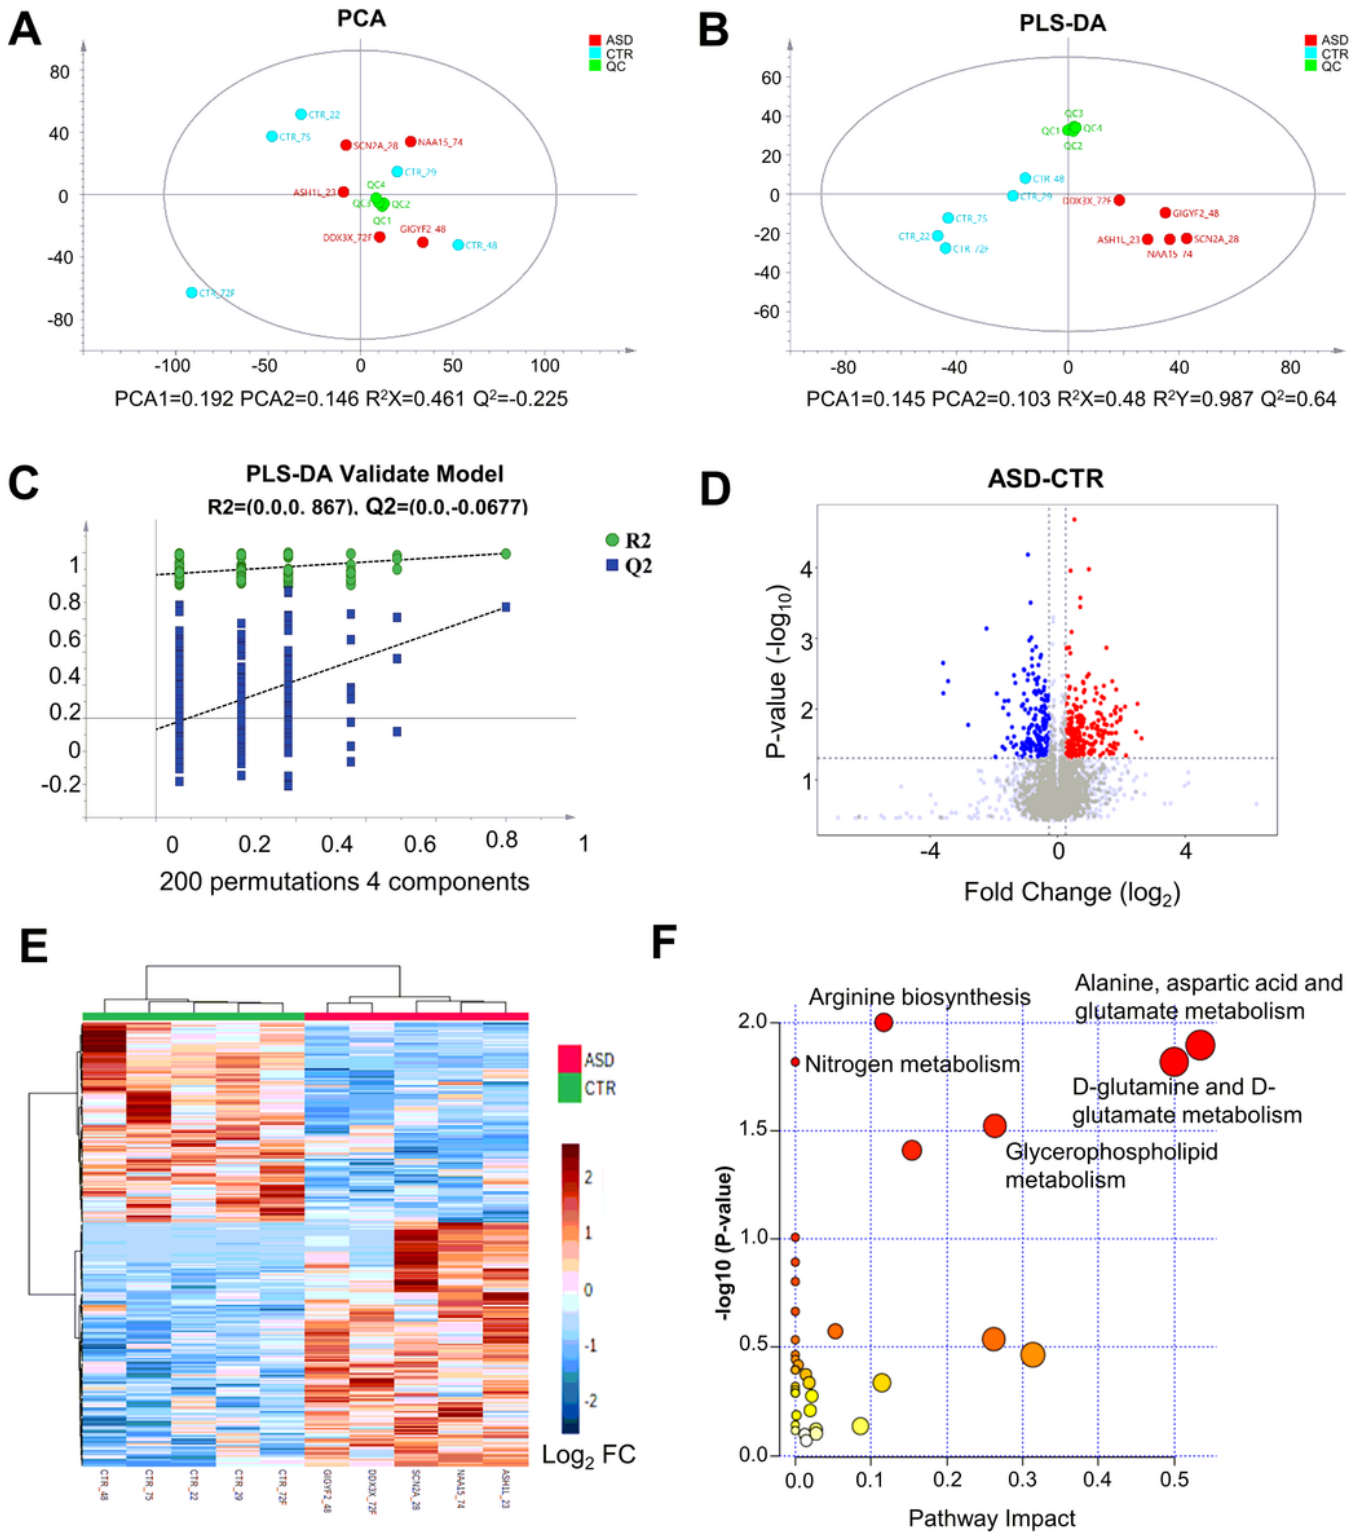 A
PCA
ASD
CTR
QC
80
40
0
-40
-80
CTR_22
CTR_75
SCN2A_28
NAA15_74
CTR_29
ASH1L_23
QC4
QC3
QC2
QC1
DDX3X_72F
GIGYF2_48
CTR_48
CTR_72F
-100
-50
0
50
100
PCA1=0.192 PCA2=0.146 R²X=0.461 Q²=-0.225
B
PLS-DA
ASD
CTR
QC
60
40
20
0
-20
-40
-60
QC3
QC1
QC4
QC2
CTR_48
CTR_29
DDX3X_72F
CTR_75
GIGYF2_48
CTR_22
ASH1L_23
SCN2A_28
CTR_72F
NAA15_74
-80
-40
0
40
80
PCA1=0.145 PCA2=0.103 R²X=0.48 R²Y=0.987 Q²=0.64
C
PLS-DA Validate Model
R2=(0.0,0. 867), Q2=(0.0,-0.0677)
R2
Q2
1
0.8
0.6
0.4
0.2
0
-0.2
0
0.2
0.4
0.6
0.8
1
200 permutations 4 components
D
ASD-CTR
P-value (-log₁₀)
4
3
2
1
-4
0
4
Fold Change (log₂)
E
ASD
CTR
2
1
0
-1
-2
Log₂ FC
CTR_48
CTR_75
CTR_22
CTR_29
CTR_72F
GIGYF2_48
DDX3X_72F
SCN2A_28
NAA15_74
ASH1L_23
F
Arginine biosynthesis
Alanine, aspartic acid and
glutamate metabolism
Nitrogen metabolism
D-glutamine and D-
glutamate metabolism
Glycerophospholipid
metabolism
-log10 (P-value)
2.0
1.5
1.0
0.5
0.0
0.0
0.1
0.2
0.3
0.4
0.5
Pathway Impact